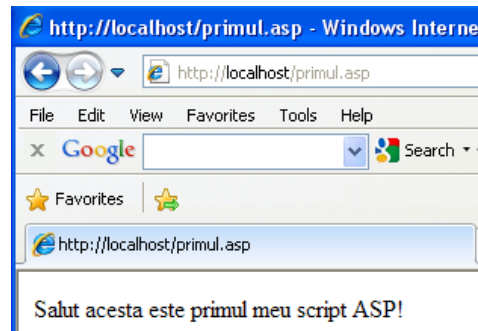 http://localhost/primul.asp - Windows Interne
http://localhost/primul.asp
File Edit View Favorites Tools Help
x Google Search
Favorites
http://localhost/primul.asp
Salut acesta este primul meu script ASP!